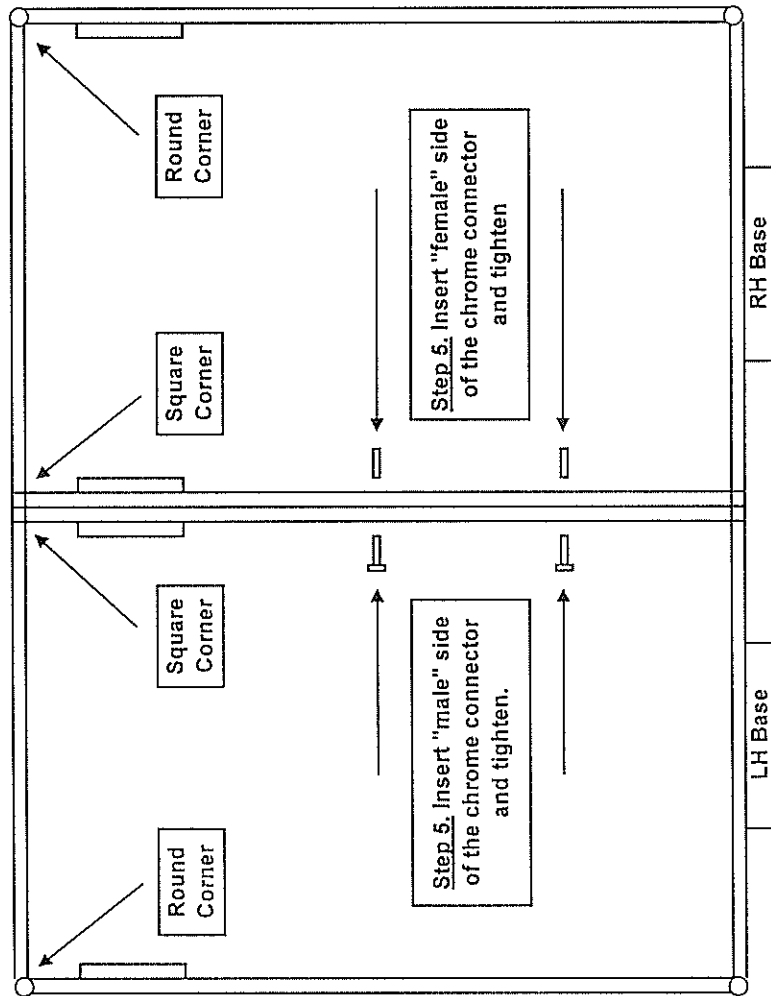 Round
Corner
Square
Corner
Square
Corner
Round
Corner
Step 5. Insert "male" side
of the chrome connector
and tighten.
Step 5. Insert "female" side
of the chrome connector
and tighten
LH Base
RH Base